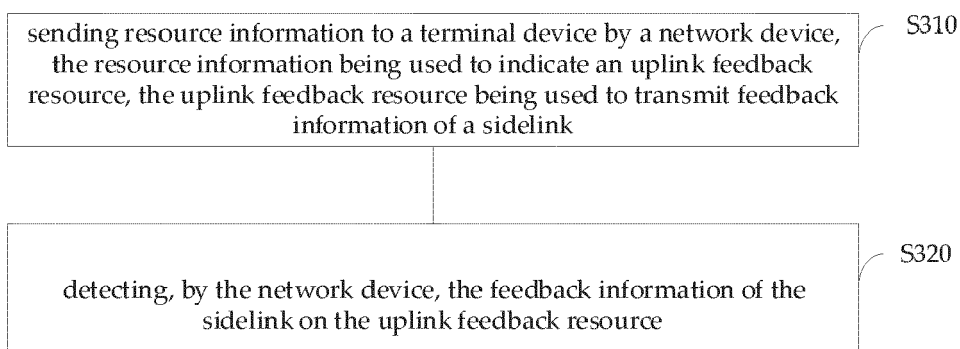 sending resource information to a terminal device by a network device,
the resource information being used to indicate an uplink feedback
resource, the uplink feedback resource being used to transmit feedback
information of a sidelink
S310
detecting, by the network device, the feedback information of the
sidelink on the uplink feedback resource
S320